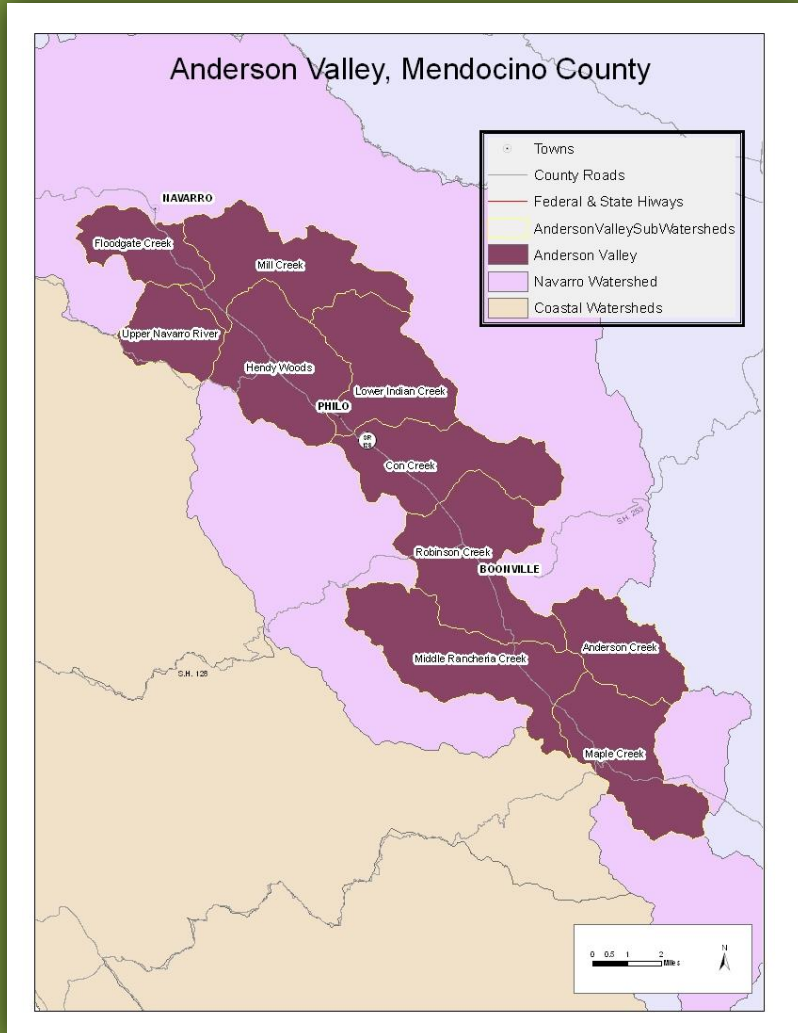 Anderson Valley, Mendocino County
Towns
County Roads
Federal & State Hiways
AndersonValleySubWatersheds
Anderson Valley
Navarro Watershed
Coastal Watersheds
NAVARRO
Floodgate Creek
Mill Creek
Upper Navarro River
Hendy Woods
Lower Indian Creek
PHILO
SR
Con Creek
S.H. 253
Robinson Creek
BOONVILLE
Anderson Creek
Middle Rancheria Creek
S.H. 128
Maple Creek
N
0 0.5 1 2
Miles